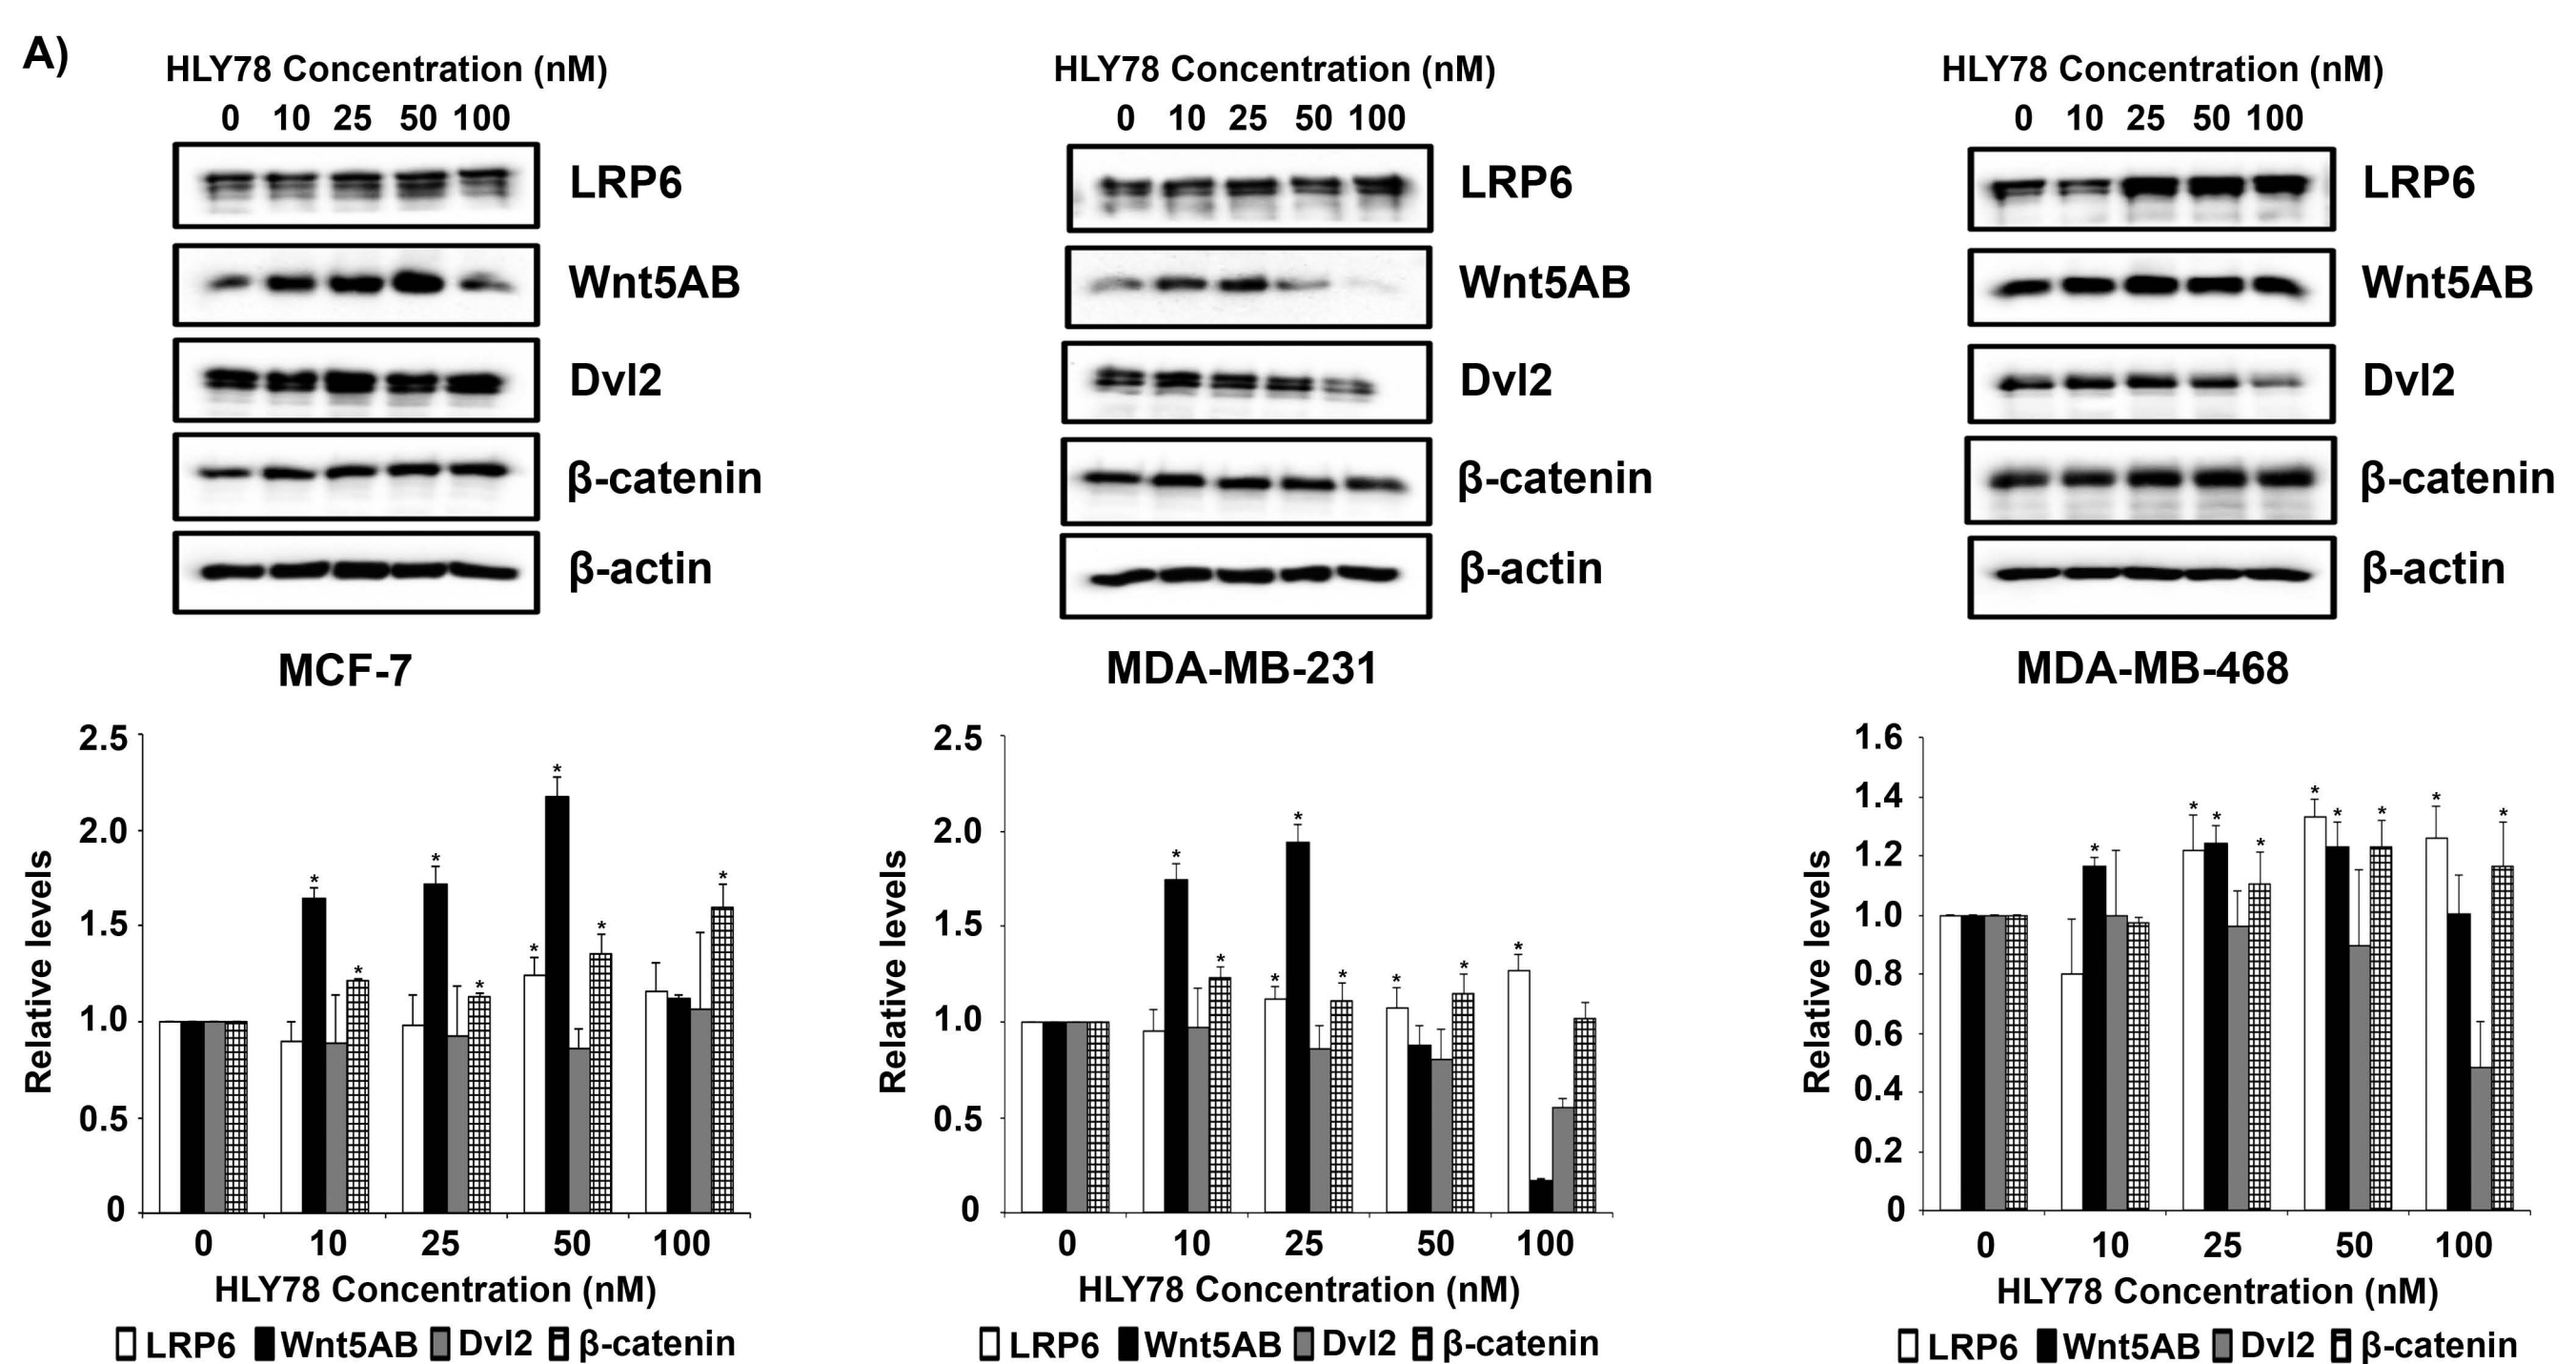 A)
HLY78 Concentration (nM)
0 10 25 50 100
LRP6
Wnt5AB
Dvl2
β-catenin
β-actin
MCF-7
HLY78 Concentration (nM)
0 10 25 50 100
LRP6
Wnt5AB
Dvl2
β-catenin
β-actin
MDA-MB-231
HLY78 Concentration (nM)
0 10 25 50 100
LRP6
Wnt5AB
Dvl2
β-catenin
β-actin
MDA-MB-468
Relative levels
2.5
2.0
1.5
1.0
0.5
0
* * * * * * * *
0 10 25 50 100
HLY78 Concentration (nM)
LRP6 Wnt5AB Dvl2 β-catenin
Relative levels
2.5
2.0
1.5
1.0
0.5
0
* * * * * * * *
0 10 25 50 100
HLY78 Concentration (nM)
LRP6 Wnt5AB Dvl2 β-catenin
Relative levels
1.6
1.4
1.2
1.0
0.8
0.6
0.4
0.2
0
* * * * * * * * *
0 10 25 50 100
HLY78 Concentration (nM)
LRP6 Wnt5AB Dvl2 β-catenin